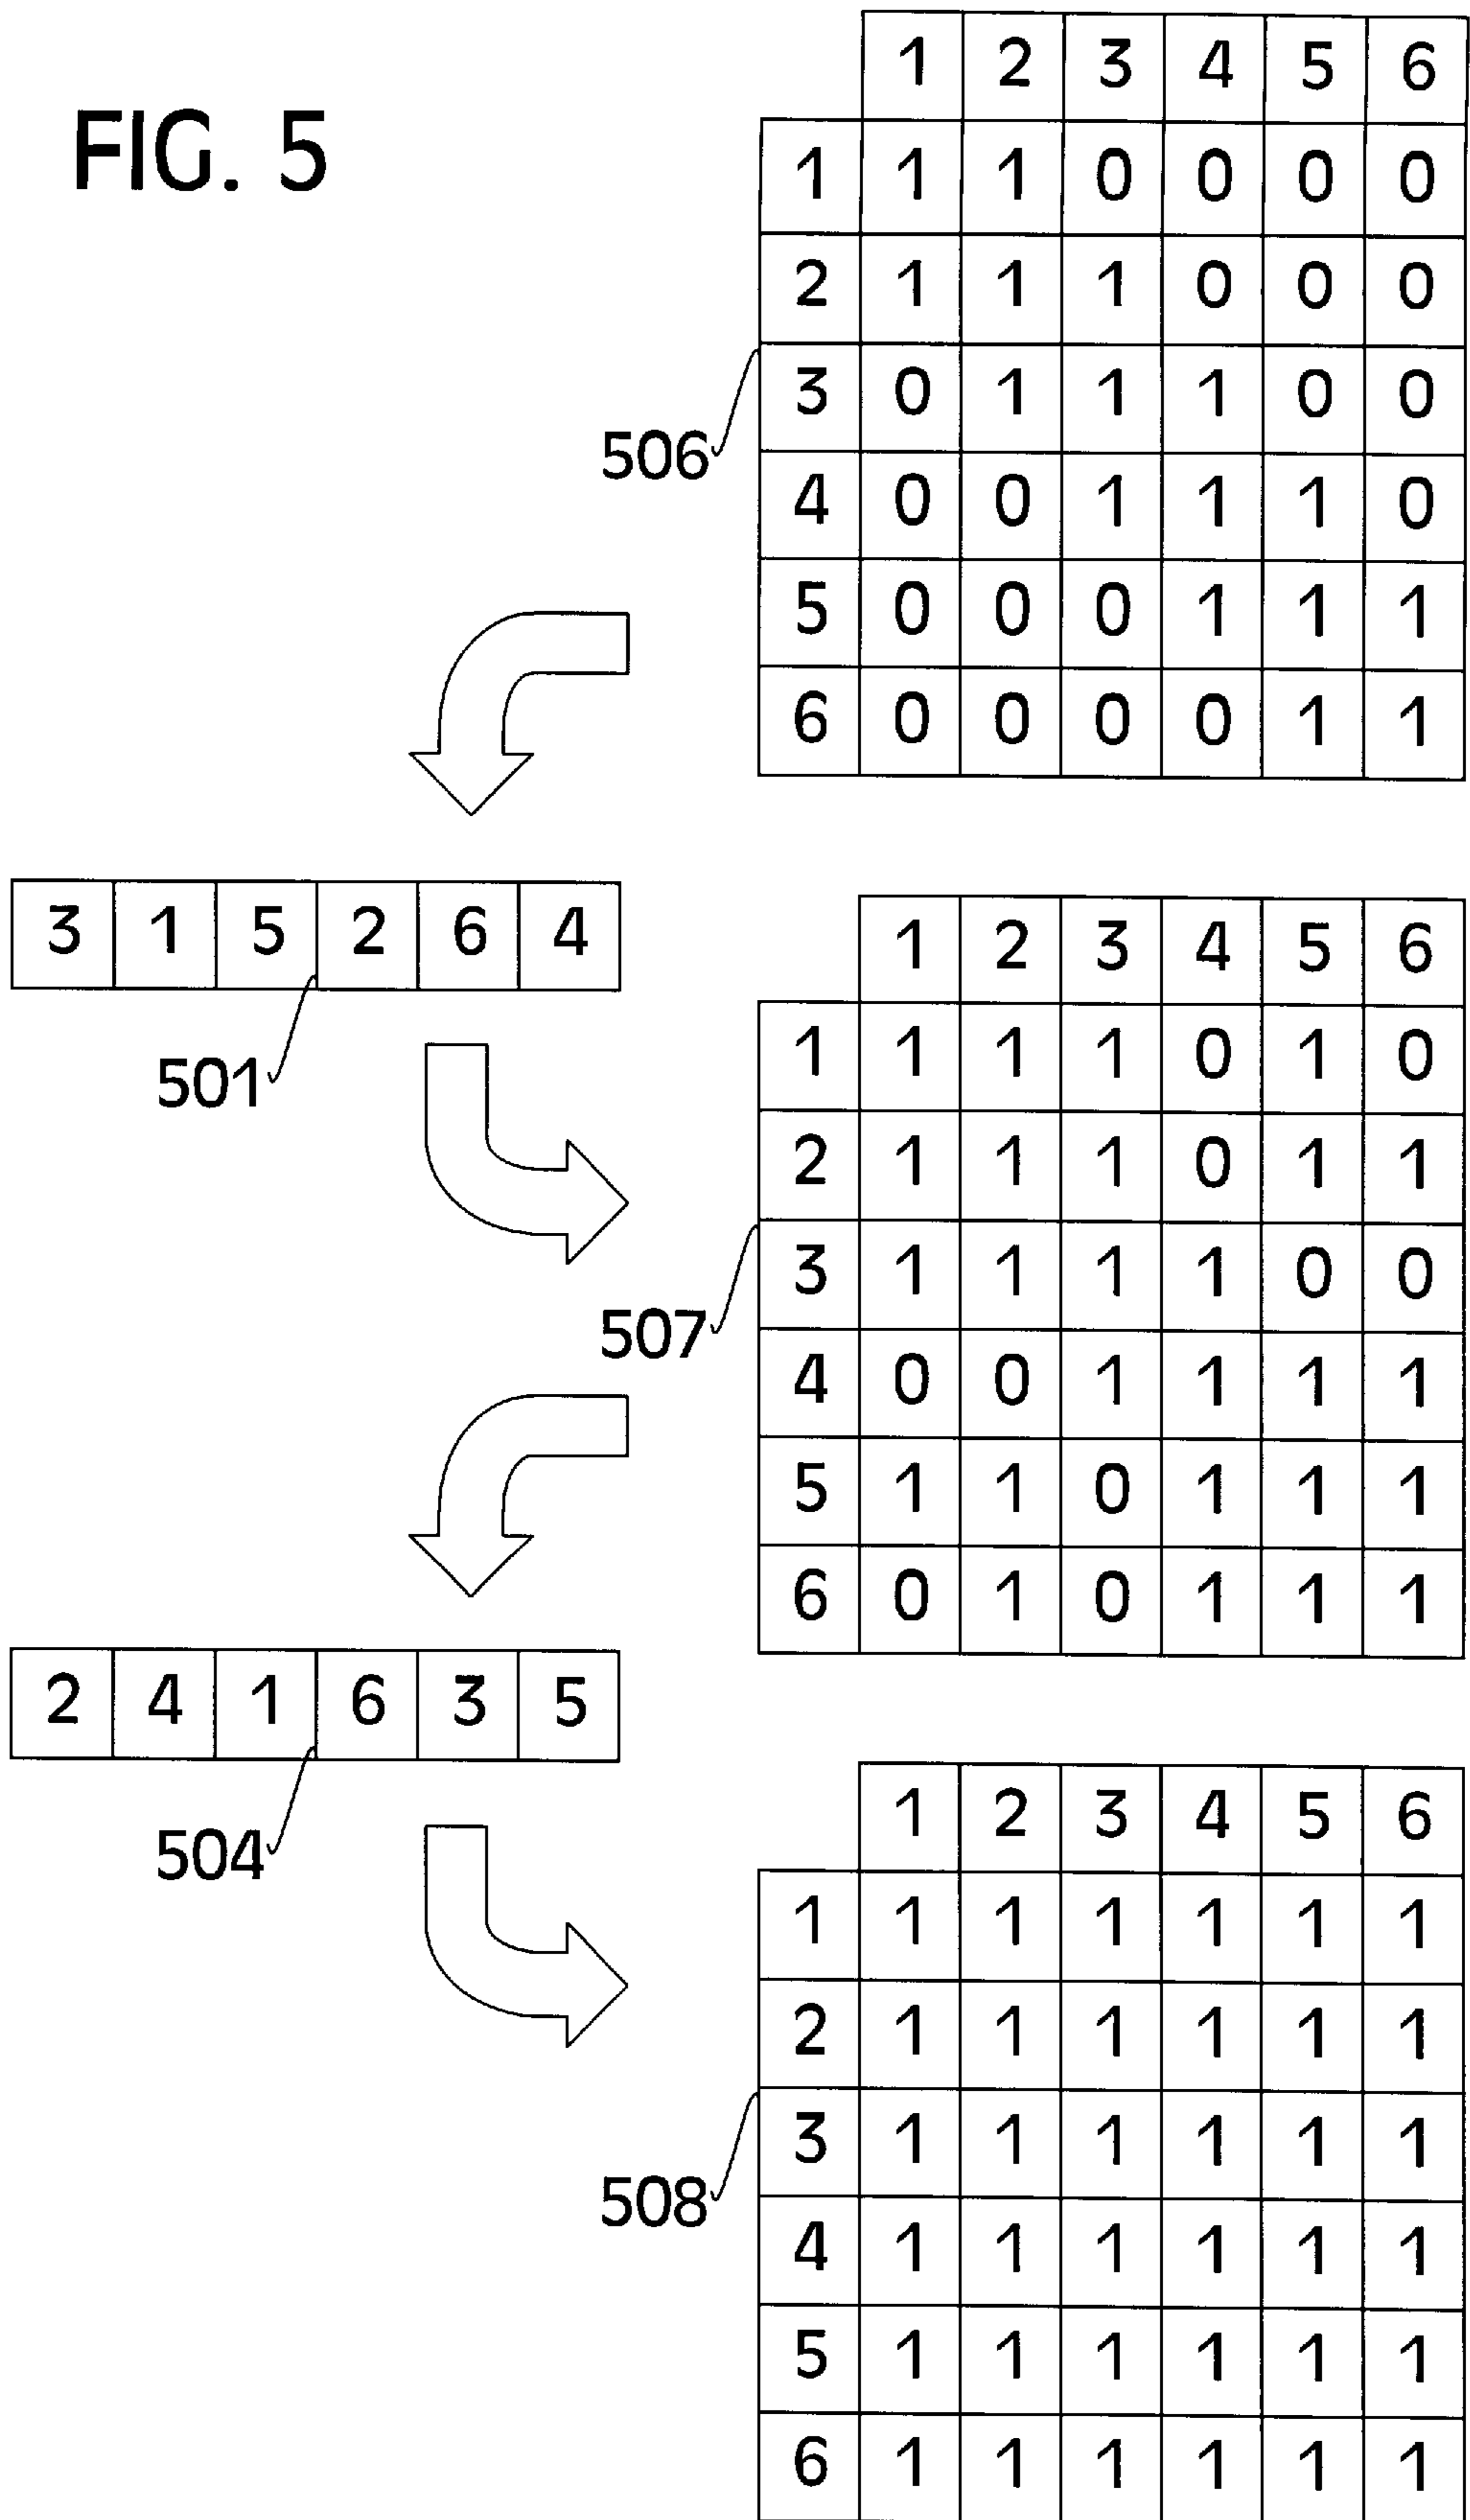 FIG. 5
1 2 3 4 5 6
1 1 1 0 0 0 0
2 1 1 1 0 0 0
3 0 1 1 1 0 0
506
4 0 0 1 1 1 0
5 0 0 0 1 1 1
6 0 0 0 0 1 1
3 1 5 2 6 4
501
1 2 3 4 5 6
1 1 1 1 0 1 0
2 1 1 1 0 1 1
3 1 1 1 1 0 0
507
4 0 0 1 1 1 1
5 1 1 0 1 1 1
6 0 1 0 1 1 1
2 4 1 6 3 5
504
1 2 3 4 5 6
1 1 1 1 1 1 1
2 1 1 1 1 1 1
3 1 1 1 1 1 1
508
4 1 1 1 1 1 1
5 1 1 1 1 1 1
6 1 1 1 1 1 1